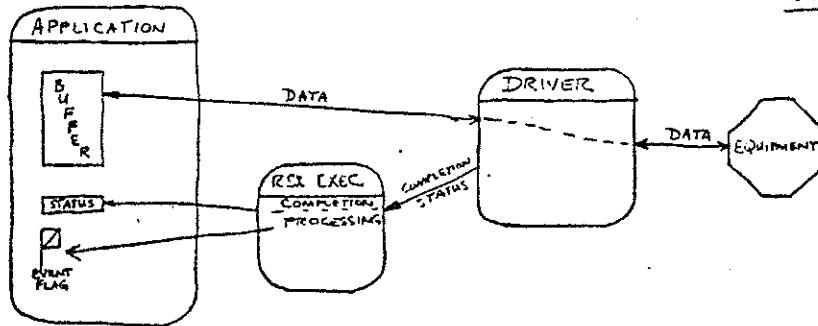 APPLICATION
BUFFER
DATA
DRIVER
DATA
EQUIPMENT
RSX EXEC
COMPLETION
PROCESSING
COMPLETION
STATUS
STATUS
EVENT
FLAG